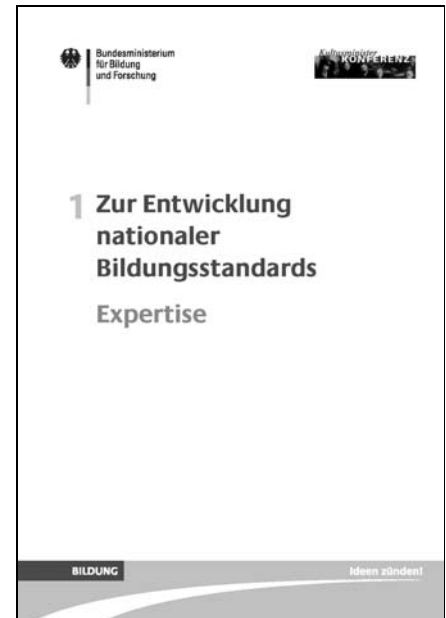 Bundesministerium
für Bildung
und Forschung
Kultusminister
KONFERENZ
1 Zur Entwicklung
nationaler
Bildungsstandards
Expertise
BILDUNG
Ideen zünden!